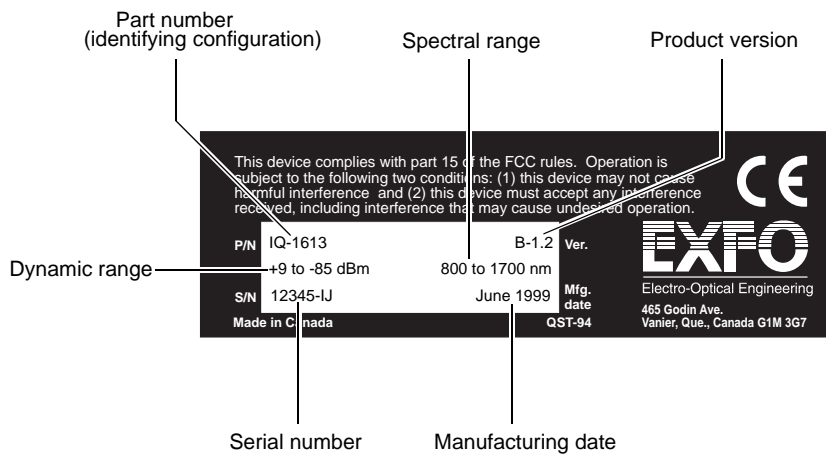 Part number
(identifying configuration)
Spectral range
Product version
This device complies with part 15 of the FCC rules. Operation is
subject to the following two conditions: (1) this device may not cause
harmful interference and (2) this device must accept any interference
received, including interference that may cause undesired operation.
CE
P/N IQ-1613 B-1.2 Ver.
EXFO
Dynamic range +9 to -85 dBm 800 to 1700 nm
Electro-Optical Engineering
S/N 12345-IJ June 1999 Mfg.
date
465 Godin Ave.
Made in Canada QST-94 Vanier, Que., Canada G1M 3G7
Serial number
Manufacturing date